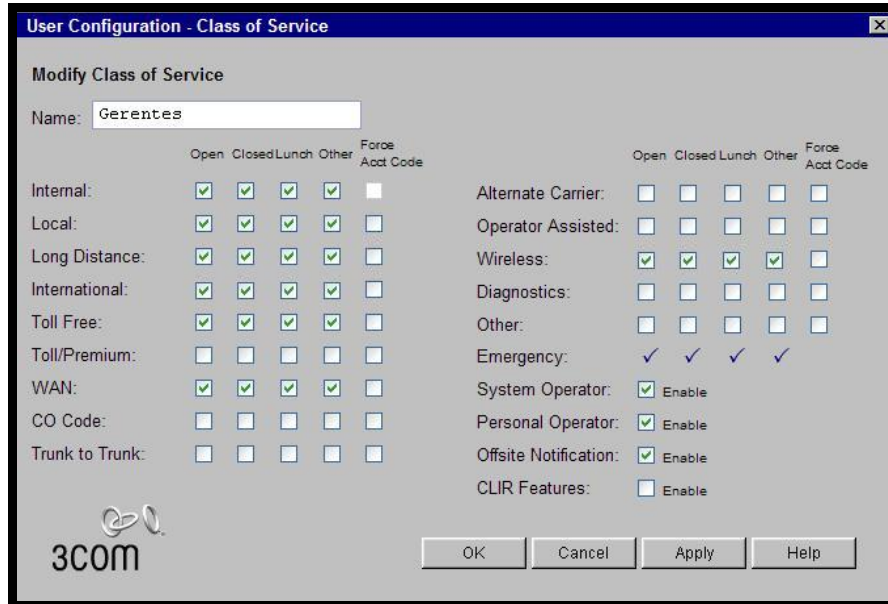 User Configuration - Class of Service
Modify Class of Service
Name: Gerentes
Open Closed Lunch Other Force Acct Code
Internal:
Local:
Long Distance:
International:
Toll Free:
Toll/Premium:
WAN:
CO Code:
Trunk to Trunk:
Open Closed Lunch Other Force Acct Code
Alternate Carrier:
Operator Assisted:
Wireless:
Diagnostics:
Other:
Emergency:
System Operator: Enable
Personal Operator: Enable
Offsite Notification: Enable
CLIR Features: Enable
3COM
OK Cancel Apply Help